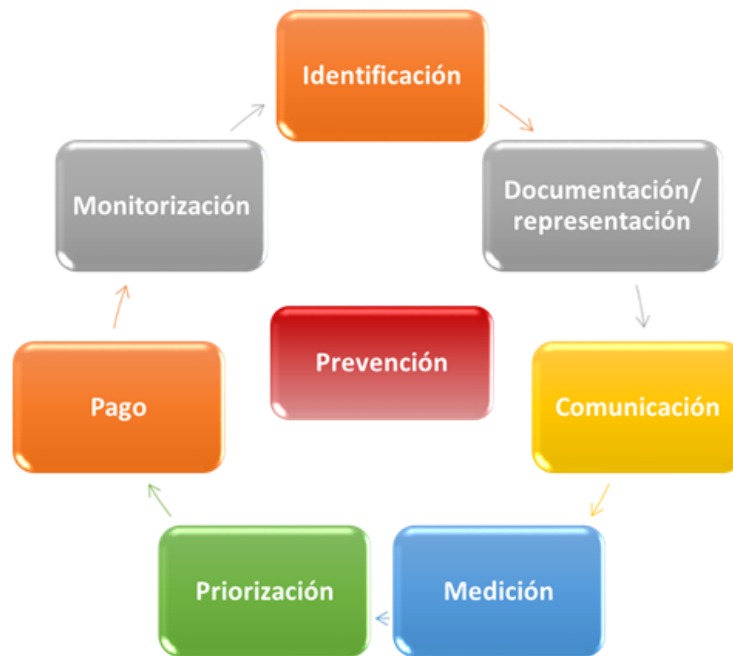 Identificación
Documentación/
representación
Comunicación
Medición
Priorización
Pago
Monitorización
Prevención